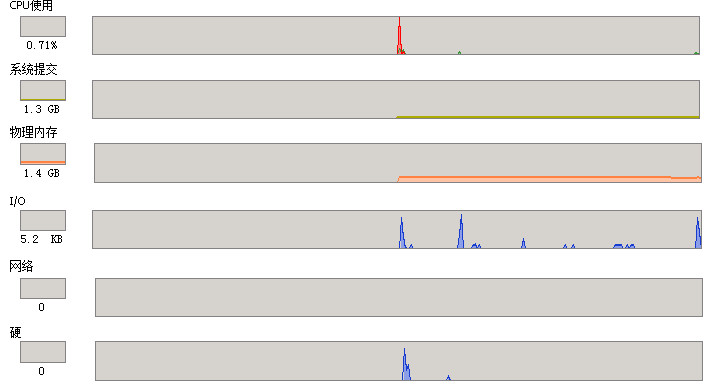 CPU使用
0.71%
系统提交
1.3 GB
物理内存
1.4 GB
I/O
5.2 KB
网络
0
硬
0